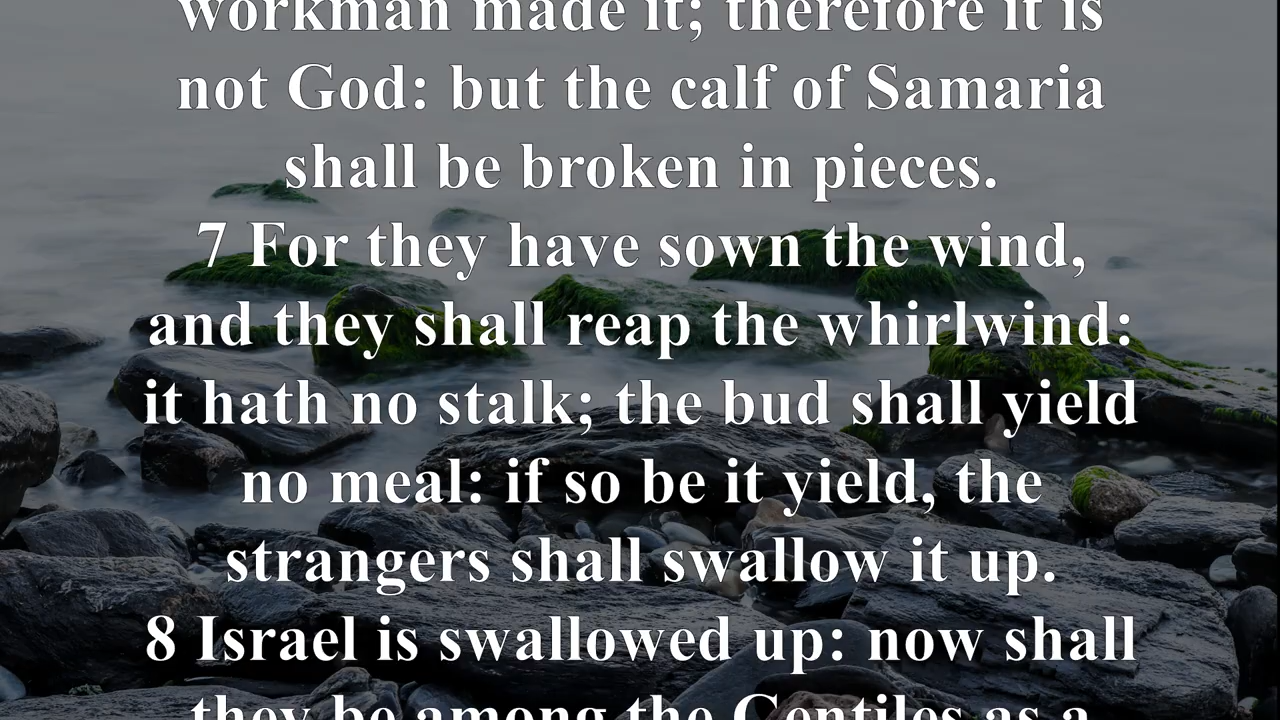 workman made it; therefore it is
not God: but the calf of Samaria
shall be broken in pieces.
7 For they have sown the wind,
and they shall reap the whirlwind:
it hath no stalk; the bud shall yield
no meal: if so be it yield, the
strangers shall swallow it up.
8 Israel is swallowed up: now shall
they be among the Gentiles as a